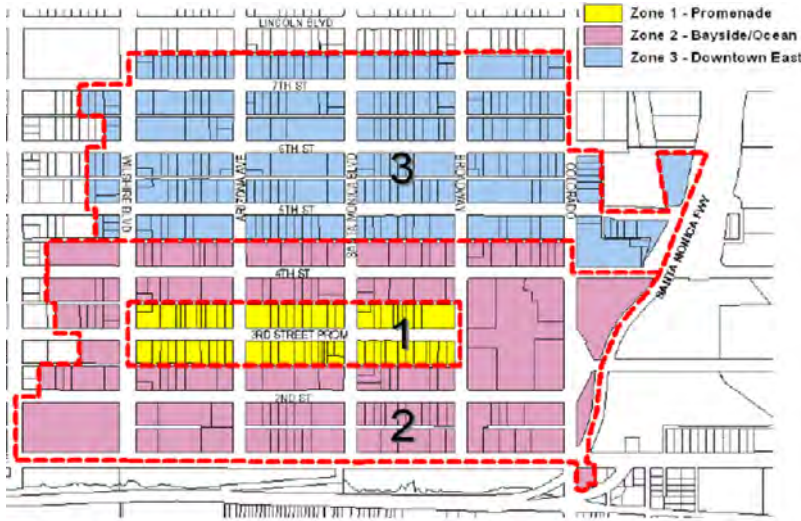 LINCOLN BLVD
Zone 1 - Promenade
Zone 2 - Bayside/Ocean
Zone 3 - Downtown East
7TH ST
6TH ST
3
WILSHIRE BLVD
ARIZONA AVE
SANTA MONICA BLVD
BROADWAY
COLORADO
5TH ST
SANTA MONICA FWY
4TH ST
1
3RD STREET PROM
2ND ST
2